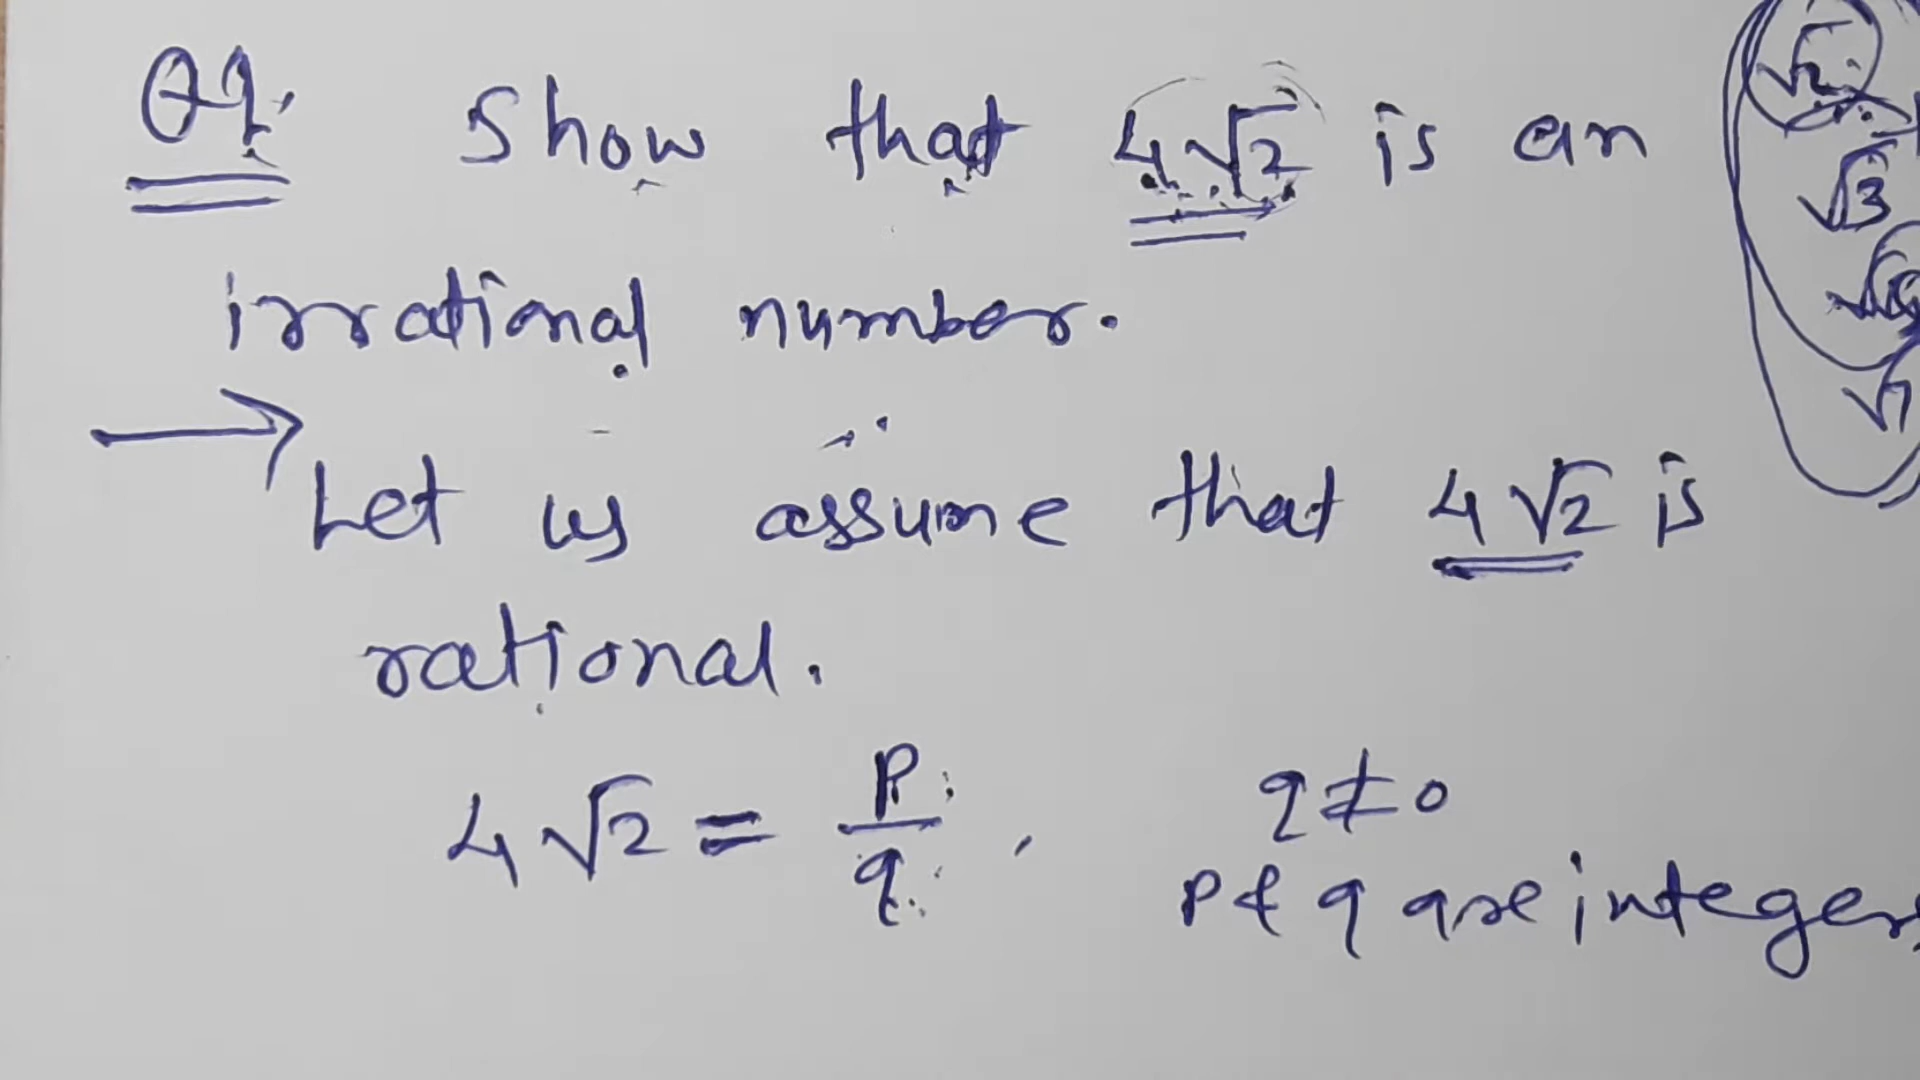 Q1. Show that 4√2 is an
irrational number.
→ Let us assume that 4√2 is
rational.
4√2 = p/q , q≠0
p & q are integers
√2
√3